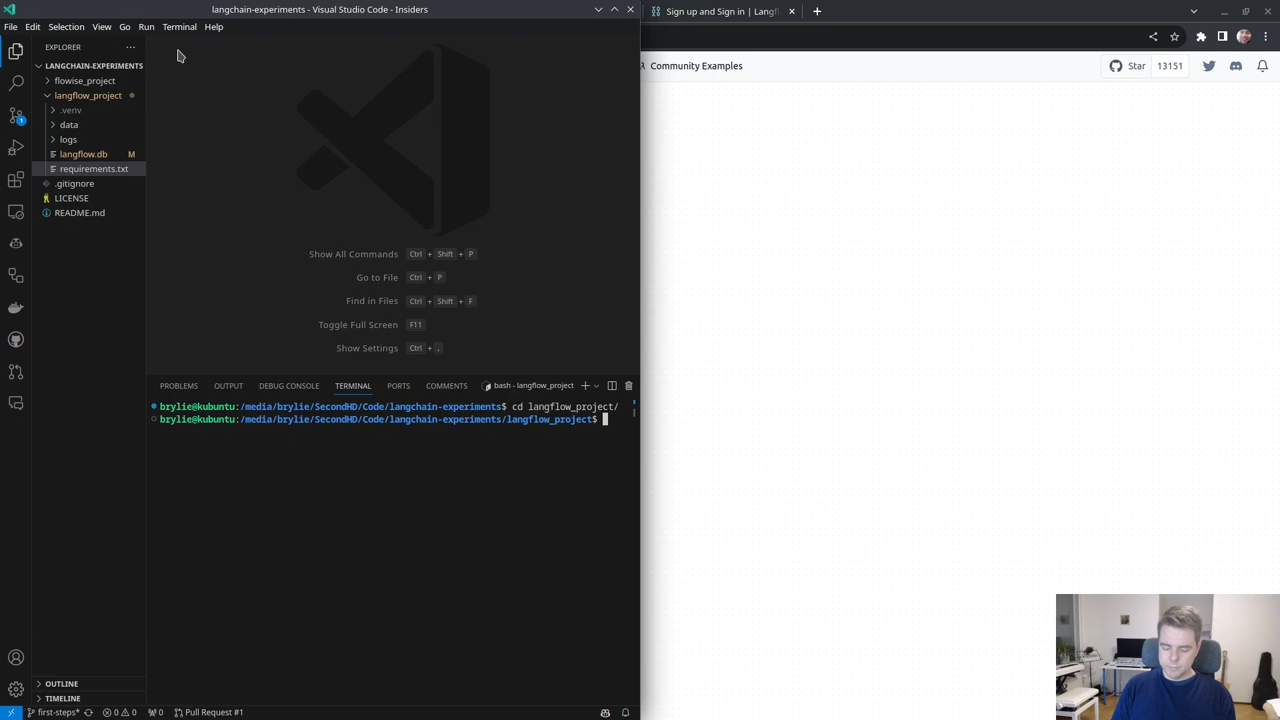 langchain-experiments - Visual Studio Code - Insiders
File Edit Selection View Go Run Terminal Help
EXPLORER
LANGCHAIN-EXPERIMENTS
flowise_project
langflow_project
.venv
data
logs
langflow.db M
requirements.txt
.gitignore
LICENSE
README.md
1
Show All Commands Ctrl + Shift + P
Go to File Ctrl + P
Find in Files Ctrl + Shift + F
Toggle Full Screen F11
Show Settings Ctrl + ,
PROBLEMS OUTPUT DEBUG CONSOLE TERMINAL PORTS COMMENTS bash - langflow_project
brylie@kubuntu:/media/brylie/SecondHD/Code/langchain-experiments$ cd langflow_project/
brylie@kubuntu:/media/brylie/SecondHD/Code/langchain-experiments/langflow_project$
OUTLINE
TIMELINE
first-steps* 0 0 0 Pull Request #1
Sign up and Sign in | Langfl
Community Examples
Star 13151